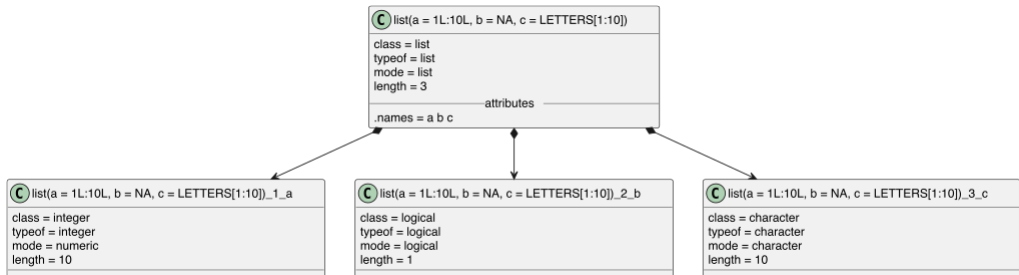 C list(a = 1L:10L, b = NA, c = LETTERS[1:10])
class = list
typeof = list
mode = list
length = 3
attributes
.names = a b c
C list(a = 1L:10L, b = NA, c = LETTERS[1:10])_1_a
class = integer
typeof = integer
mode = numeric
length = 10
C list(a = 1L:10L, b = NA, c = LETTERS[1:10])_2_b
class = logical
typeof = logical
mode = logical
length = 1
C list(a = 1L:10L, b = NA, c = LETTERS[1:10])_3_c
class = character
typeof = character
mode = character
length = 10